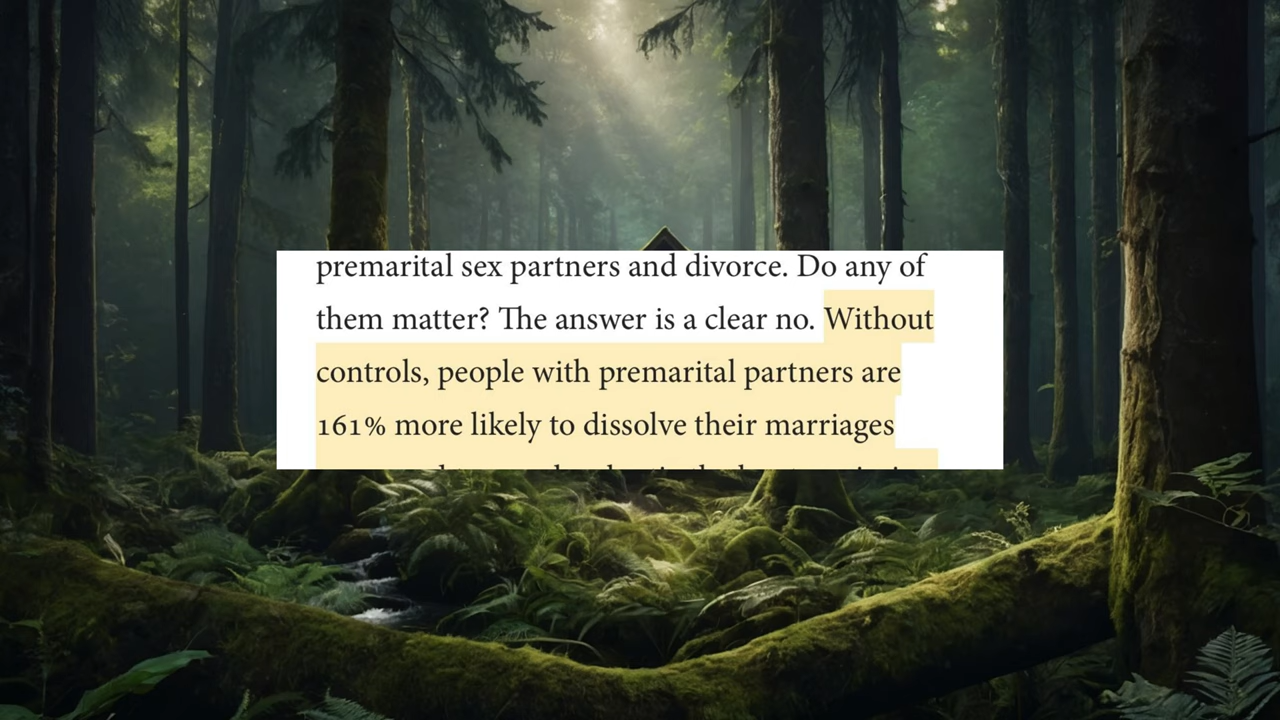 premarital sex partners and divorce. Do any of
them matter? The answer is a clear no. Without
controls, people with premarital partners are
161% more likely to dissolve their marriages